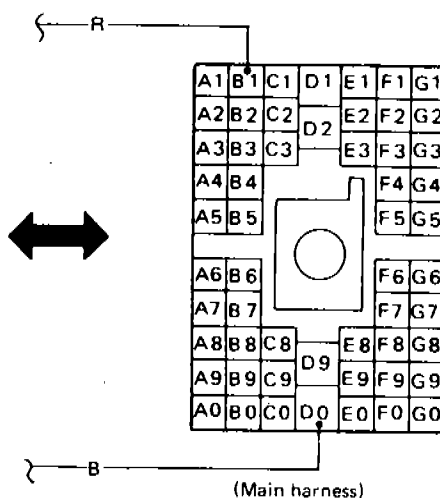 R
A1 B1 C1 D1 E1 F1 G1
A2 B2 C2 D2 E2 F2 G2
A3 B3 C3 E3 F3 G3
A4 B4 F4 G4
A5 B5 F5 G5
A6 B6 F6 G6
A7 B7 F7 G7
A8 B8 C8 E8 F8 G8
D9
A9 B9 C9 E9 F9 G9
A0 B0 C0 D0 E0 F0 G0
B
(Main harness)